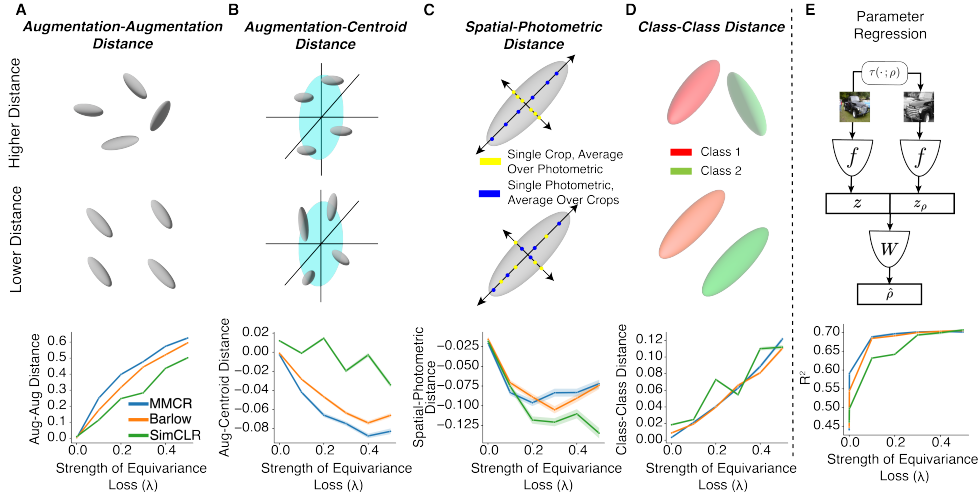 A
Augmentation-Augmentation
Distance
B
Augmentation-Centroid
Distance
C
Spatial-Photometric
Distance
D
Class-Class Distance
E
Parameter
Regression
Higher Distance
Lower Distance
Single Crop, Average
Over Photometric
Single Photometric,
Average Over Crops
Class 1
Class 2
τ(·; ρ)
f
f
z
z_ρ
W
ρ̂
Aug-Aug Distance
0.6
0.5
0.4
0.3
0.2
0.1
0.0
MMCR
Barlow
SimCLR
0.0
0.2
0.4
Strength of Equivariance
Loss (λ)
Aug-Centroid Distance
0.02
0.00
−0.02
−0.04
−0.06
−0.08
0.0
0.2
0.4
Strength of Equivariance
Loss (λ)
Spatial-Photometric
Distance
−0.025
−0.050
−0.075
−0.100
−0.125
0.0
0.2
0.4
Strength of Equivariance
Loss (λ)
Class-Class Distance
0.12
0.10
0.08
0.06
0.04
0.02
0.00
0.0
0.2
0.4
Strength of Equivariance
Loss (λ)
R²
0.70
0.65
0.60
0.55
0.50
0.45
0.0
0.2
0.4
Strength of Equivariance
Loss (λ)